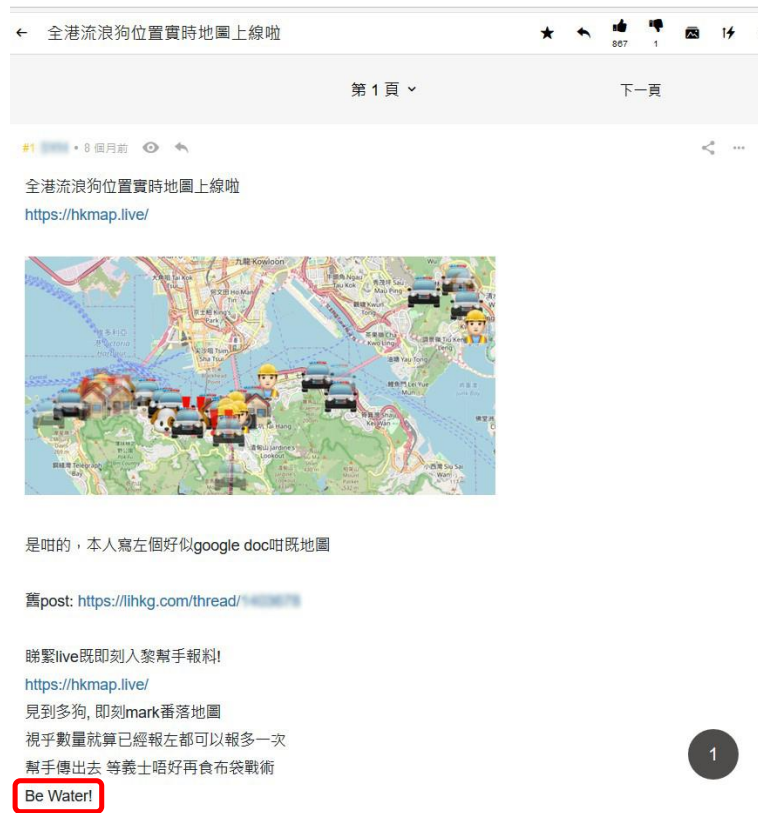 全港流浪狗位置實時地圖上線啦
867
1
第 1 頁
下一頁
#1
• 8 個月前
全港流浪狗位置實時地圖上線啦
https://hkmap.live/
九龍 Kowloon
是咁的，本人寫左個好似google doc咁既地圖
舊post: https://lihkg.com/thread/
睇緊live既即刻入黎幫手報料!
https://hkmap.live/
見到多狗, 即刻mark番落地圖
視乎數量就算已經報左都可以報多一次
幫手傳出去 等義士唔好再食布袋戰術
1
Be Water!